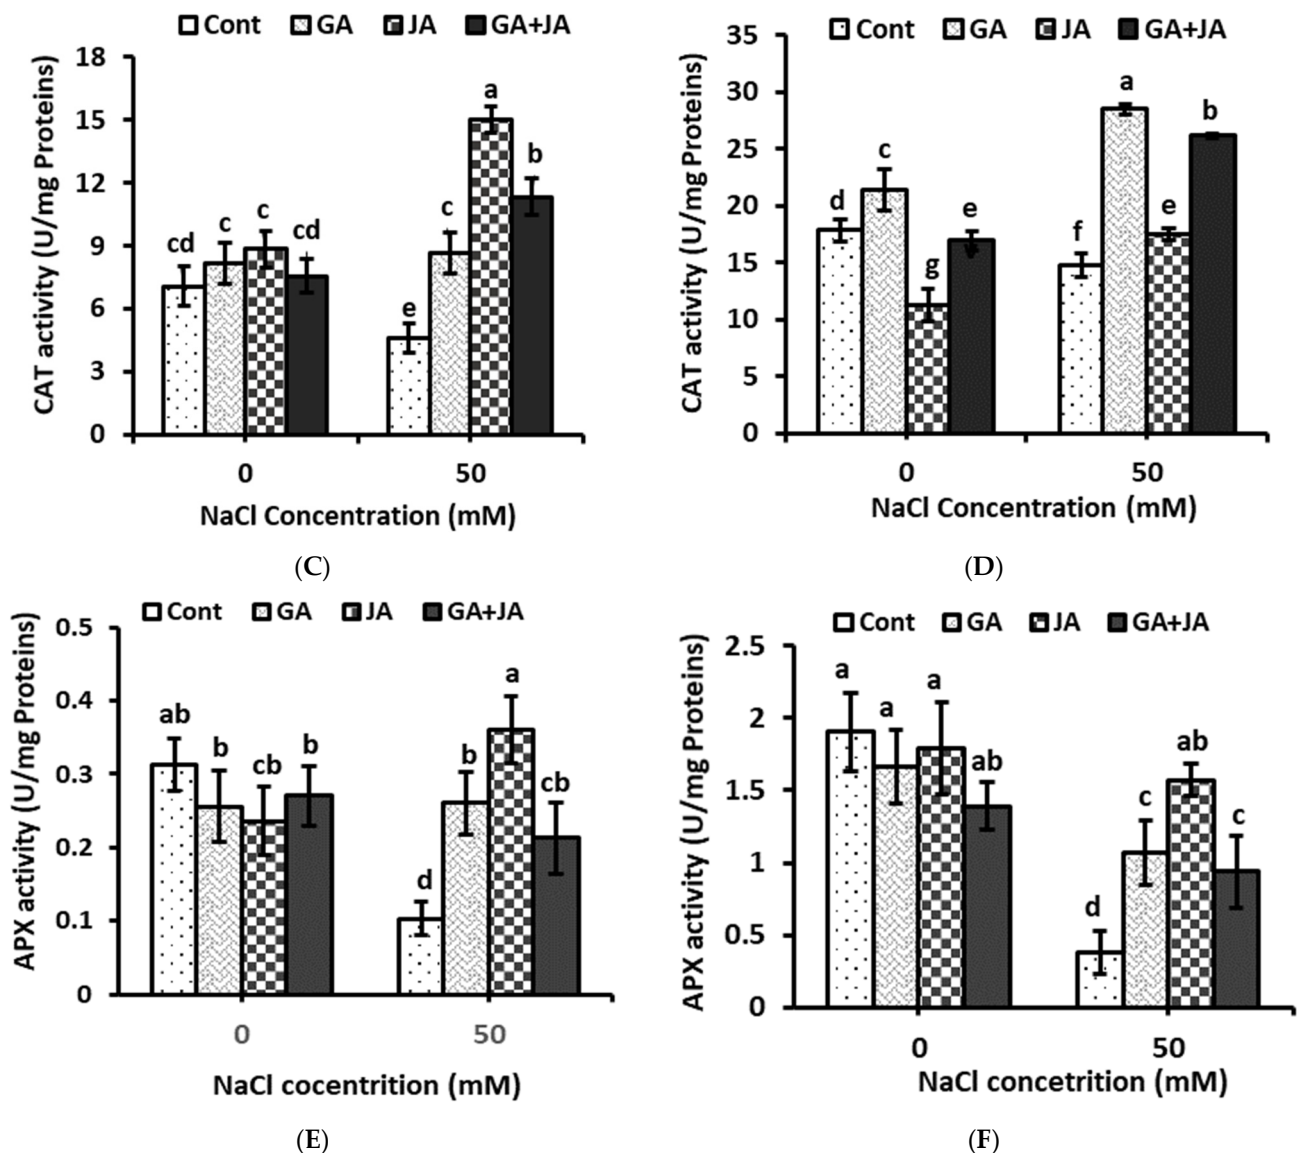 Cont GA JA GA+JA
CAT activity (U/mg Proteins)
18
15
12
9
6
3
0
cd c c cd e c a b
0 50
NaCl Concentration (mM)
(C)
Cont GA JA GA+JA
CAT activity (U/mg Proteins)
35
30
25
20
15
10
5
0
d c g e f a e b
0 50
NaCl Concentration (mM)
(D)
Cont GA JA GA+JA
APX activity (U/mg Proteins)
0.5
0.4
0.3
0.2
0.1
0
ab b cb b d b a cb
0 50
NaCl cocentrition (mM)
(E)
Cont GA JA GA+JA
APX activity (U/mg Proteins)
2.5
2
1.5
1
0.5
0
a a a ab d c ab c
0 50
NaCl concetrition (mM)
(F)